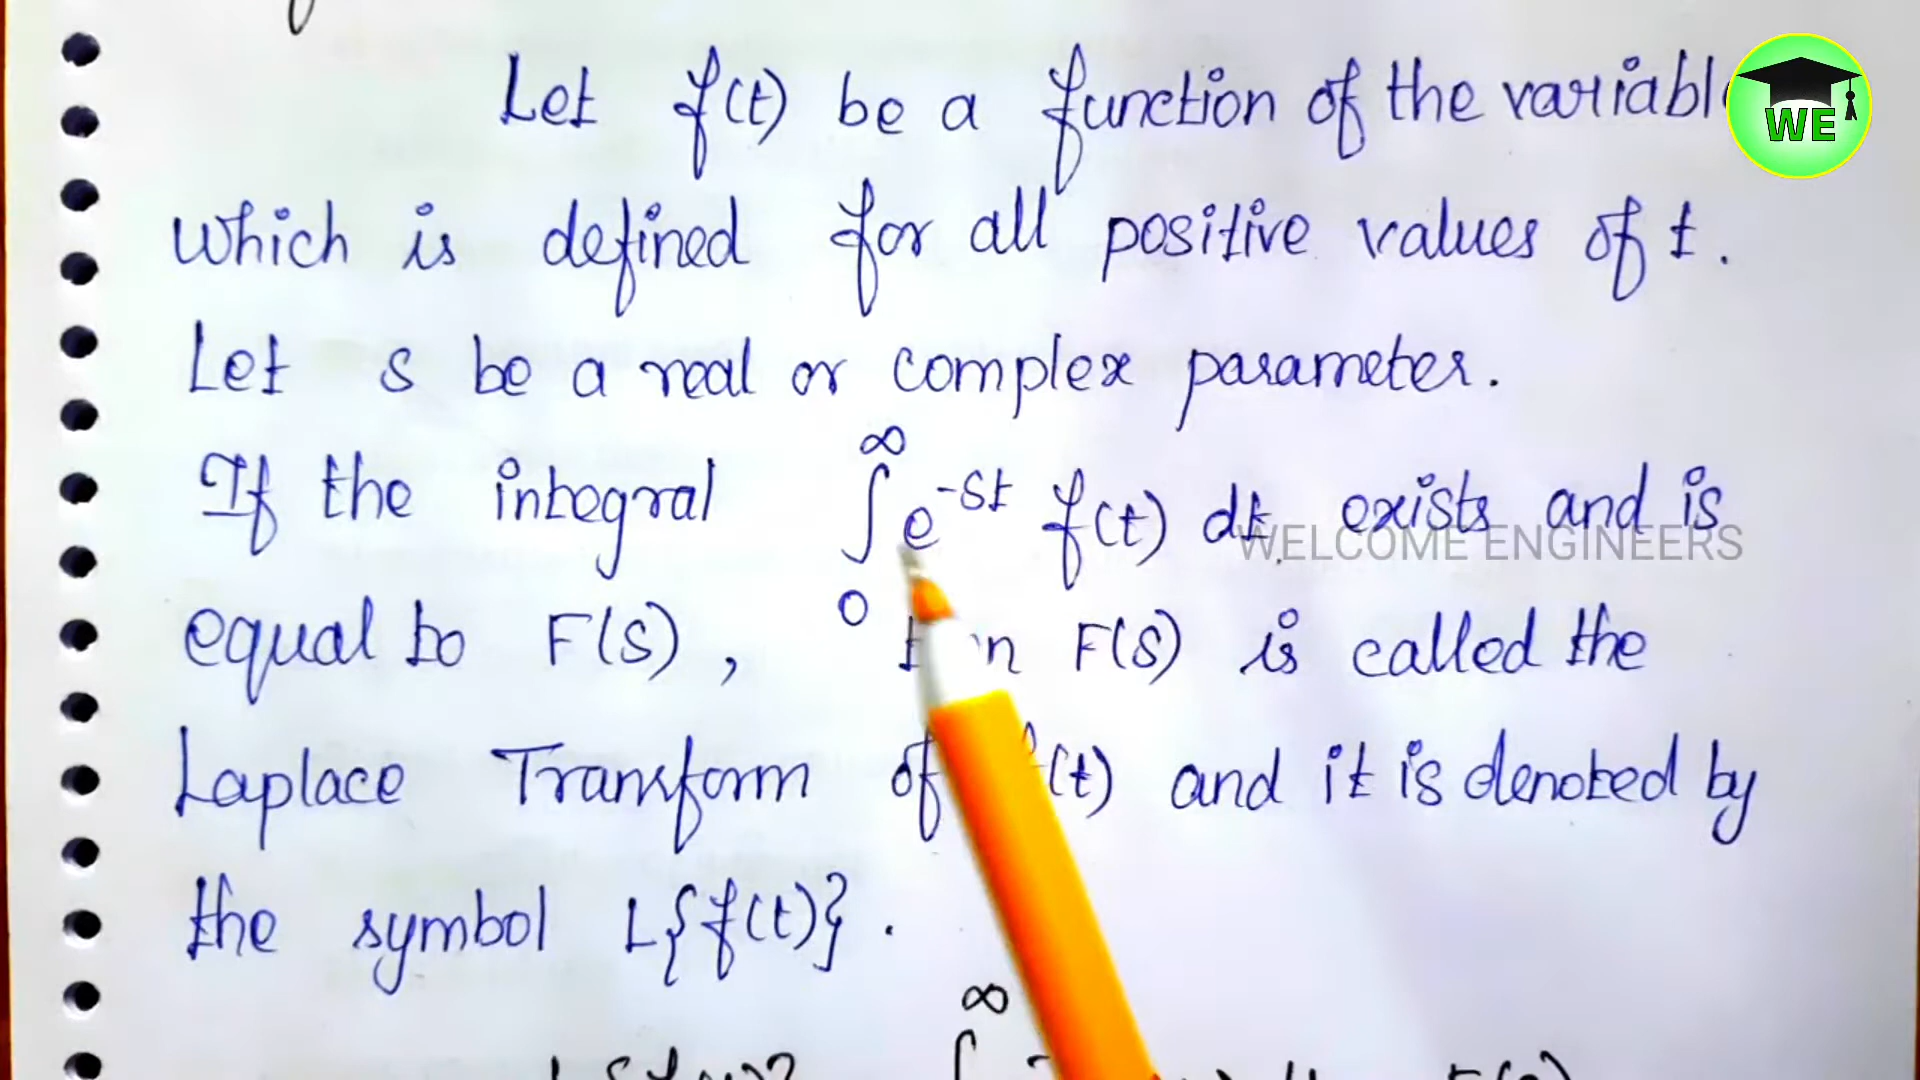 Let f(t) be a function of the variable
WE
which is defined for all positive values of t.
Let s be a real or complex parameter.
If the integral ∫₀^∞ e^-st f(t) dt exists and is
WELCOME ENGINEERS
equal to F(s), F(s) is called the
Laplace Transform of (t) and it is denoted by
the symbol L{f(t)}.
∞